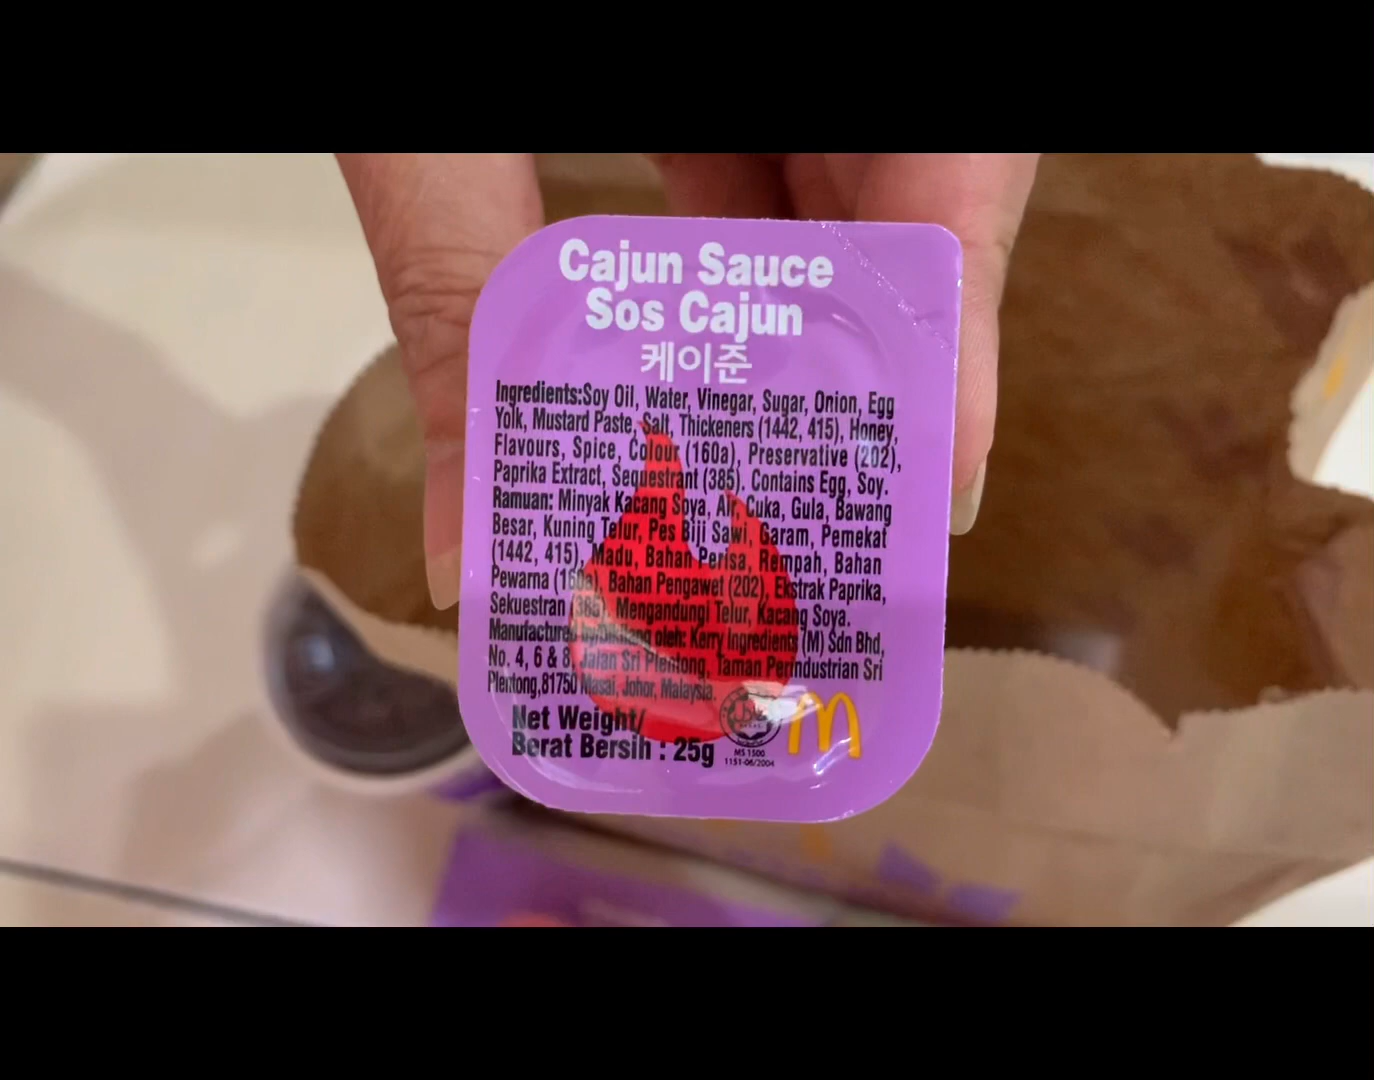 Cajun Sauce
Sos Cajun
케이준
Ingredients:Soy Oil, Water, Vinegar, Sugar, Onion, Egg
Yolk, Mustard Paste, Salt, Thickeners (1442, 415), Honey,
Flavours, Spice, Colour (160a), Preservative (202),
Paprika Extract, Sequestrant (385). Contains Egg, Soy.
Ramuan: Minyak Kacang Soya, Air, Cuka, Gula, Bawang
Besar, Kuning Telur, Pes Biji Sawi, Garam, Pemekat
(1442, 415), Madu, Bahan Perisa, Rempah, Bahan
Pewarna (160a), Bahan Pengawet (202), Ekstrak Paprika,
Sekuestran (385). Mengandungi Telur, Kacang Soya.
Manufactured by/Dikilang oleh: Kerry Ingredients (M) Sdn Bhd,
No. 4, 6 & 8, Jalan Sri Plentong, Taman Perindustrian Sri
Plentong,81750 Masai, Johor, Malaysia.
Net Weight/
Berat Bersih : 25g
MS 1500
1151-06/2004